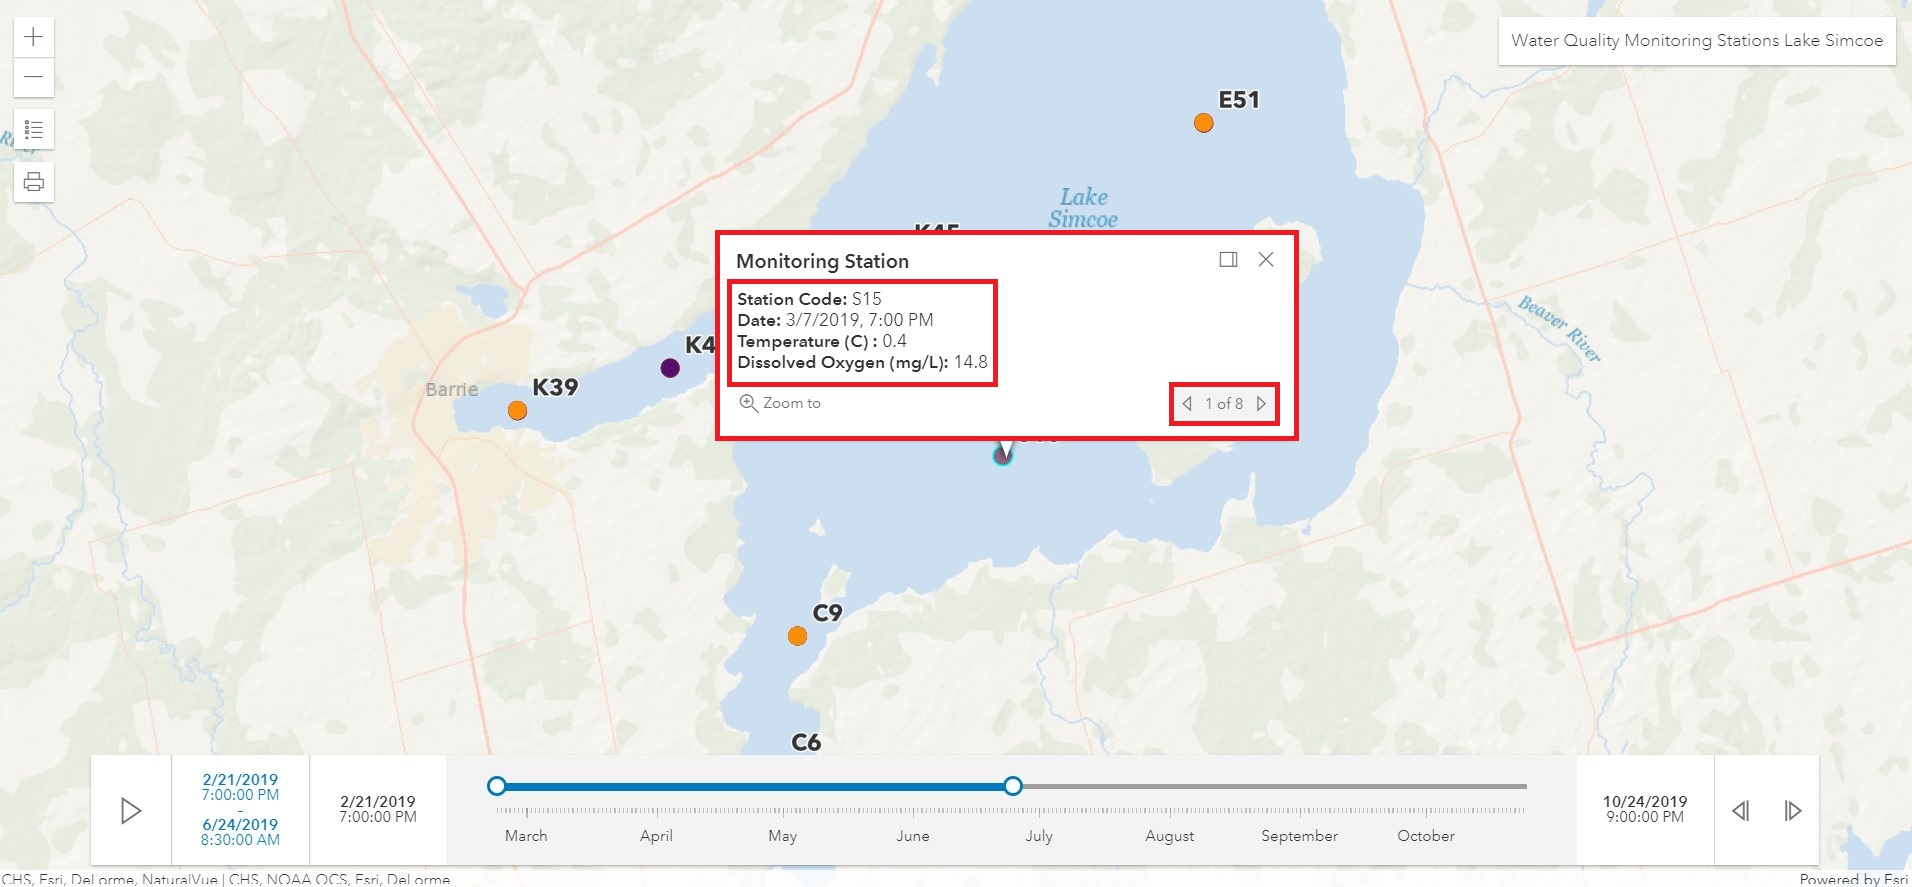 Water Quality Monitoring Stations Lake Simcoe
E51
Lake
Simcoe
K45
Monitoring Station
Station Code: S15
Date: 3/7/2019, 7:00 PM
Temperature (C) : 0.4
Dissolved Oxygen (mg/L): 14.8
Zoom to
1 of 8
Beaver River
K4
Barrie
K39
C9
C6
2/21/2019
7:00:00 PM
-
6/24/2019
8:30:00 AM
2/21/2019
7:00:00 PM
March April May June July August September October
10/24/2019
9:00:00 PM
CHS, Esri, DeLorme, NaturalVue | CHS, NOAA OCS, Esri, DeLorme
Powered by Esri